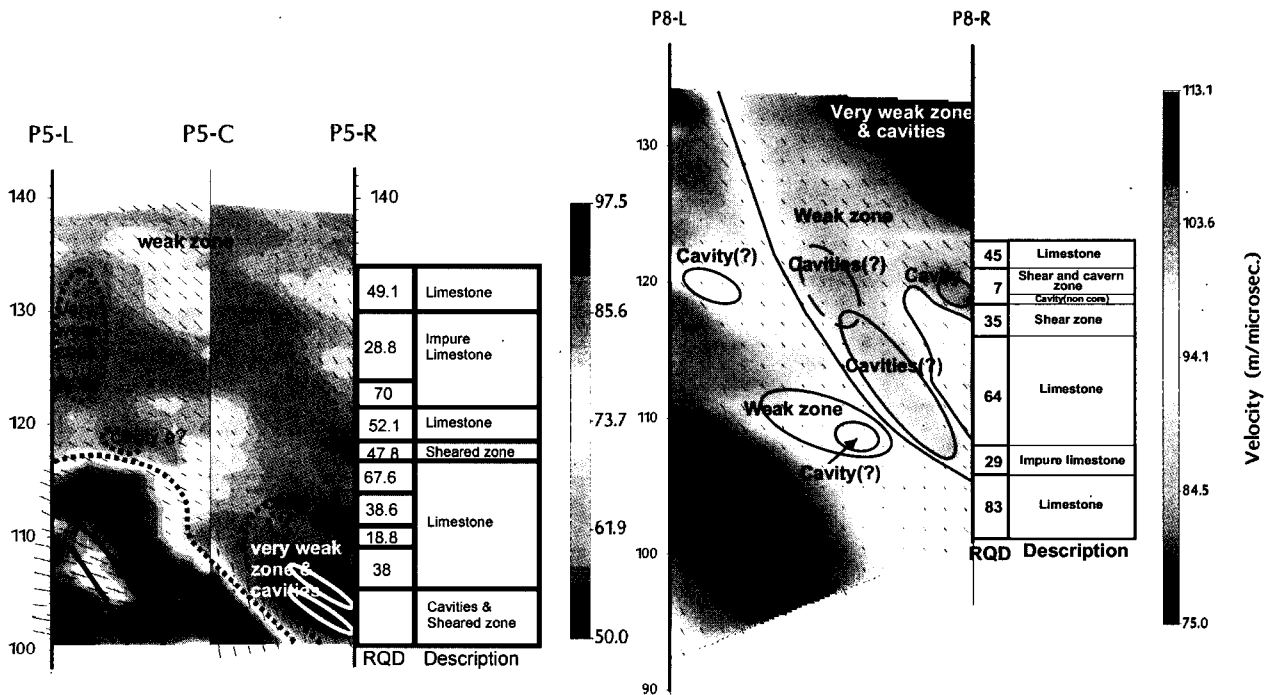 P5-L
P5-C
P5-R
140
130
120
110
100
140
weak zone
very weak
zone &
cavities
49.1
Limestone
28.8
Impure
Limestone
70
52.1
Limestone
47.8
Sheared zone
67.6
38.6
Limestone
18.8
38
Cavities &
Sheared zone
RQD
Description
97.5
85.6
73.7
61.9
50.0
P8-L
P8-R
130
120
110
100
90
Very weak zone
& cavities
Weak zone
Cavity(?)
Cavities(?)
Cavity
Cavities(?)
Weak zone
Cavity(?)
45
Limestone
7
Shear and cavern
zone
Cavity(non core)
35
Shear zone
64
Limestone
29
Impure limestone
83
Limestone
RQD
Description
113.1
103.6
94.1
84.5
75.0
Velocity (m/microsec.)